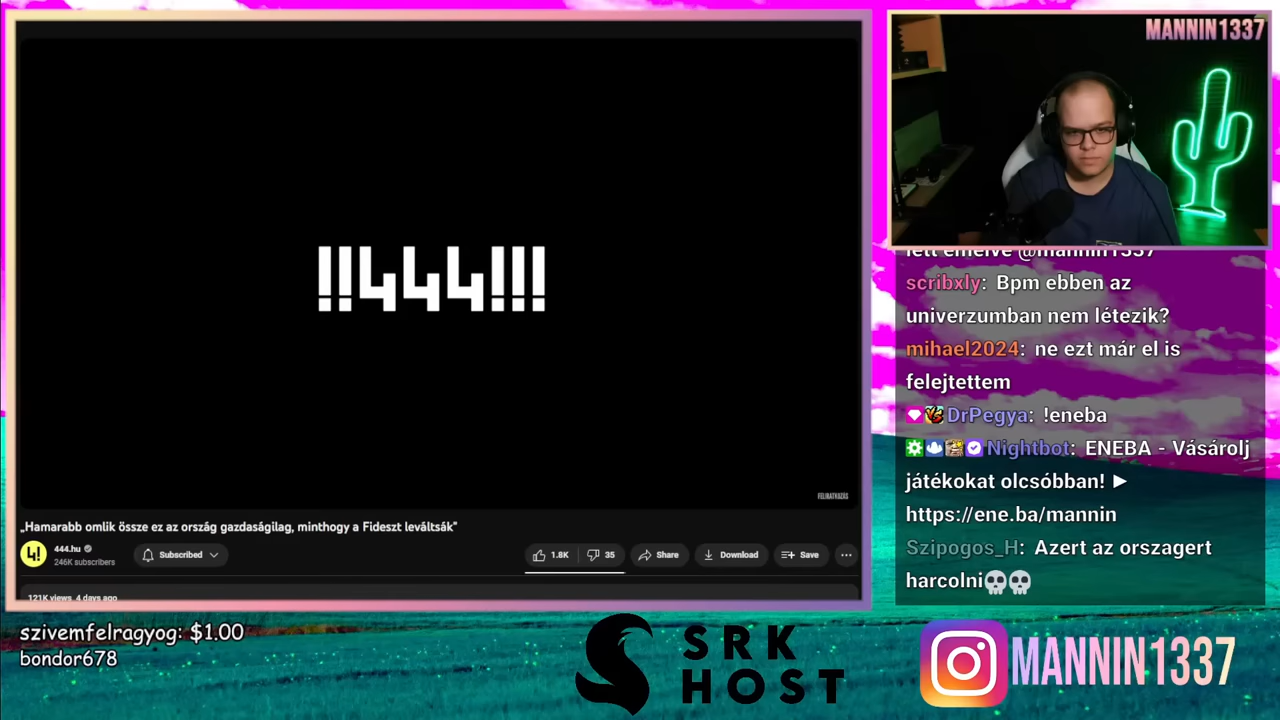 !!444!!!
FELIRATKOZÁS
„Hamarabb omlik össze ez az ország gazdaságilag, minthogy a Fideszt leváltsák”
4!
444.hu
246K subscribers
Subscribed
1.8K
35
Share
Download
Save
121K views 4 days ago
MANNIN1337
lett emelve @mannin1337
scribxly: Bpm ebben az
univerzumban nem létezik?
mihael2024: ne ezt már el is
felejtettem
DrPegya: !eneba
Nightbot: ENEBA - Vásárolj
játékokat olcsóbban! ►
https://ene.ba/mannin
Szipogos_H: Azert az orszagert
harcolni💀💀
szivemfelragyog: $1.00
bondor678
SRK
HOST
MANNIN1337